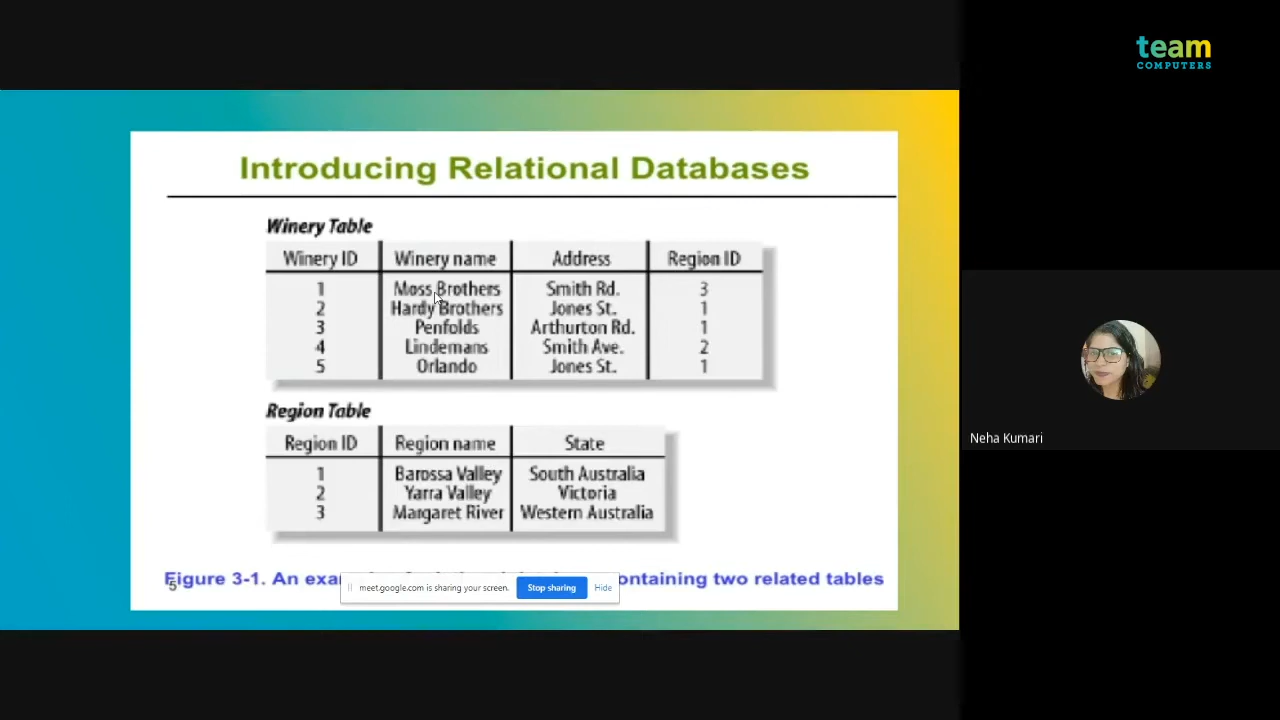 team
COMPUTERS
Introducing Relational Databases
Winery Table
Winery ID Winery name Address Region ID
1 Moss Brothers Smith Rd. 3
2 Hardy Brothers Jones St. 1
3 Penfolds Arthurton Rd. 1
4 Lindemans Smith Ave. 2
5 Orlando Jones St. 1
Region Table
Region ID Region name State
1 Barossa Valley South Australia
2 Yarra Valley Victoria
3 Margaret River Western Australia
Figure 3-1. An ontaining two related tables
5
meet.google.com is sharing your screen. Stop sharing Hide
Neha Kumari